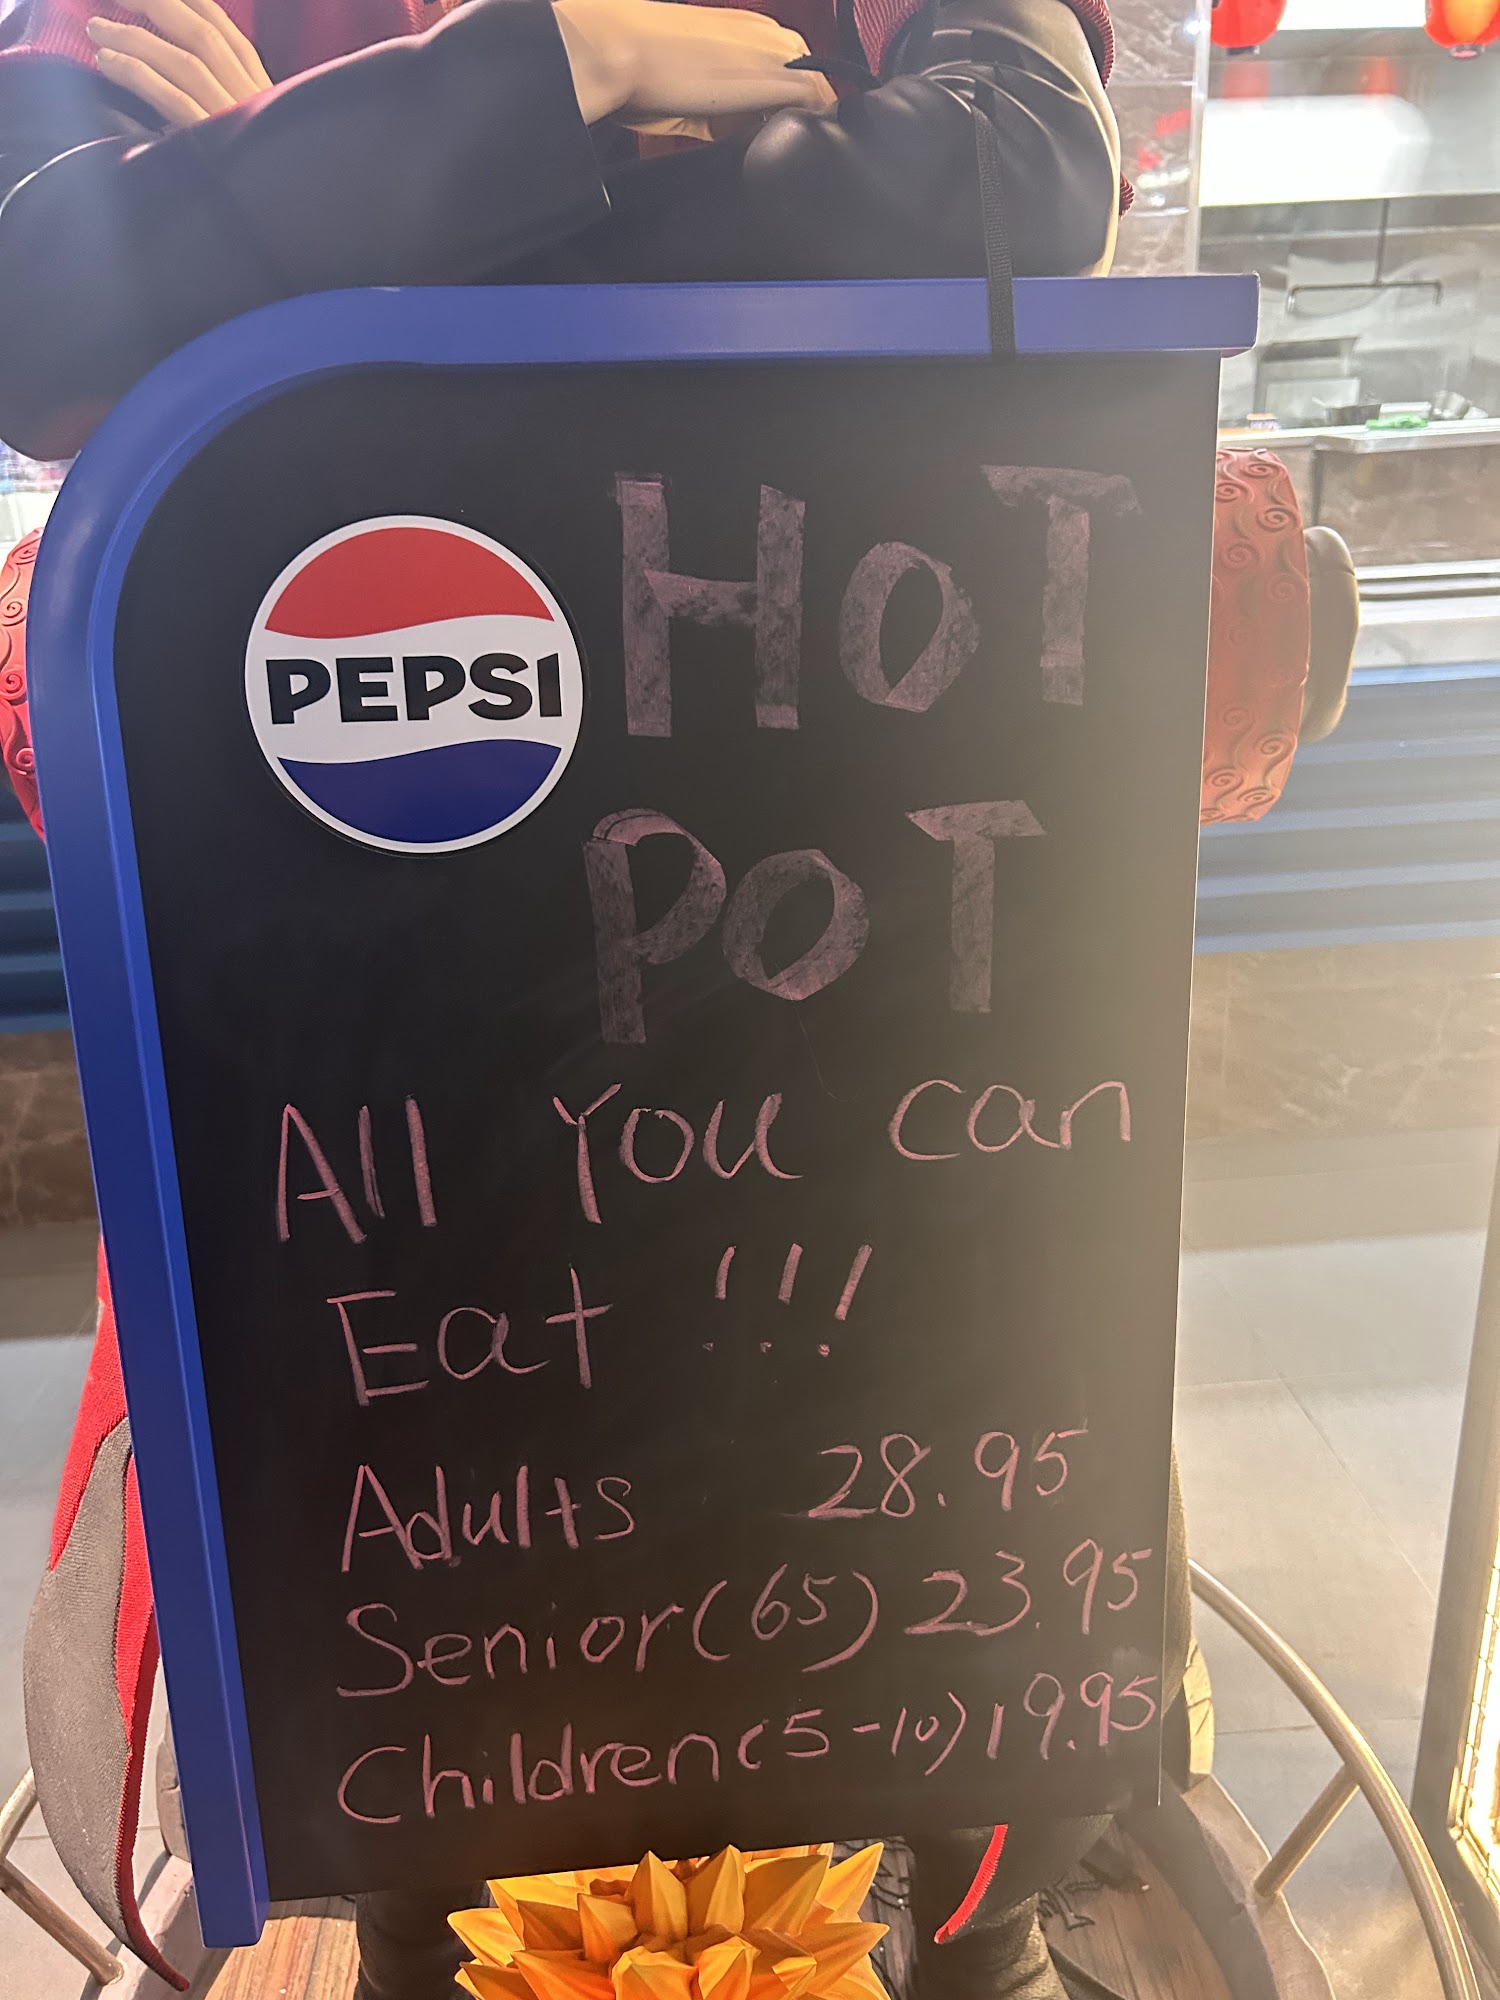 PEPSI
HOT
POT
All You can
Eat !!!
Adults 28.95
Senior (65) 23.95
Children (5-10) 19.95